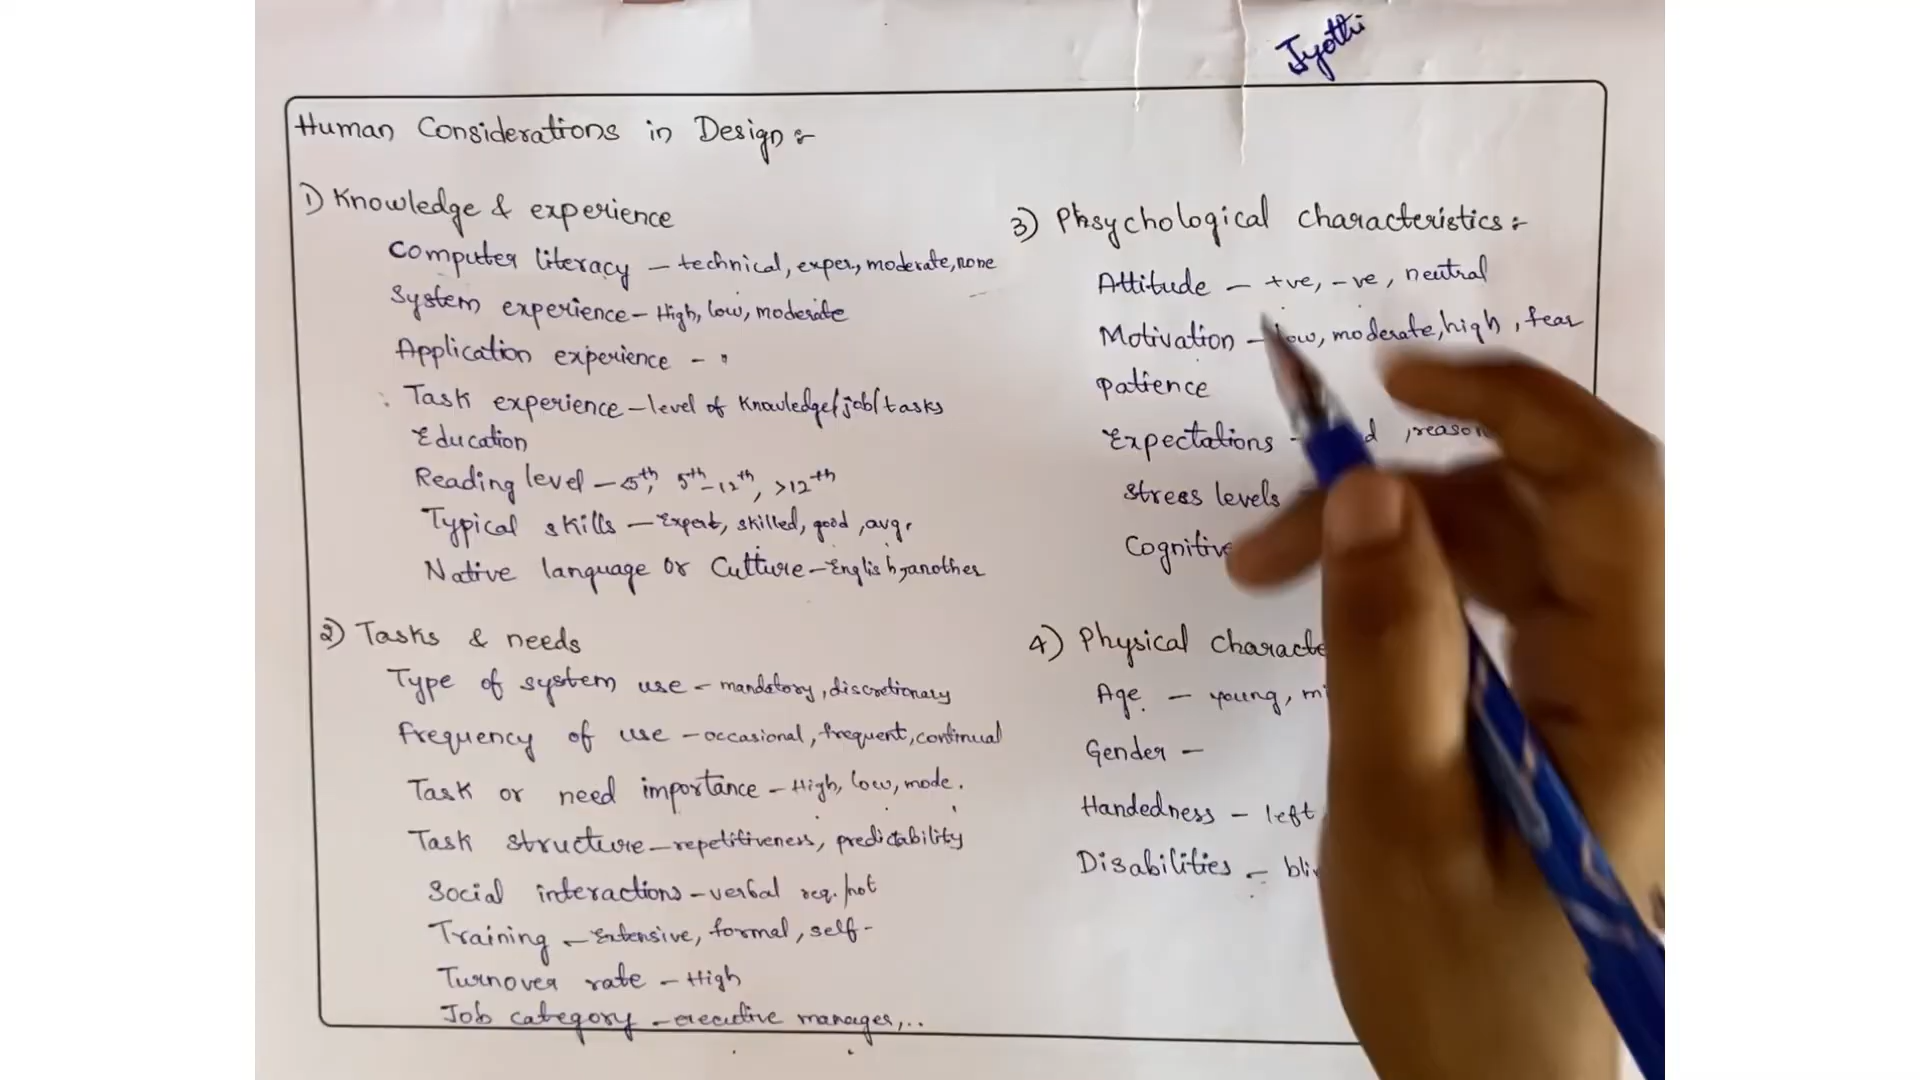 Jyothi
Human Considerations in Design:-
1) Knowledge & experience
Computer literacy - technical, exper, moderate, none
System experience - High, low, moderate
Application experience - "
Task experience - level of knowledge/job/tasks
Education
Reading level - <5th, 5th-12th, >12th
Typical skills - Expert, skilled, good, avg.
Native language or Culture - English, another
2) Tasks & needs
Type of system use - mandatory, discretionary
Frequency of use - occasional, frequent, continual
Task or need importance - High, low, mode.
Task structure - repetitiveness, predictability
Social interactions - verbal req./not
Training - Extensive, formal, self-
Turnover rate - High
Job category - executive manager,..
3) Phsychological characteristics:-
Attitude - +ve, -ve, neutral
Motivation - low, moderate, high, fear
Patience
Expectations -
Stress levels
Cognitive
4) Physical
Age - young,
Gender -
Handedness - left
Disabilities -